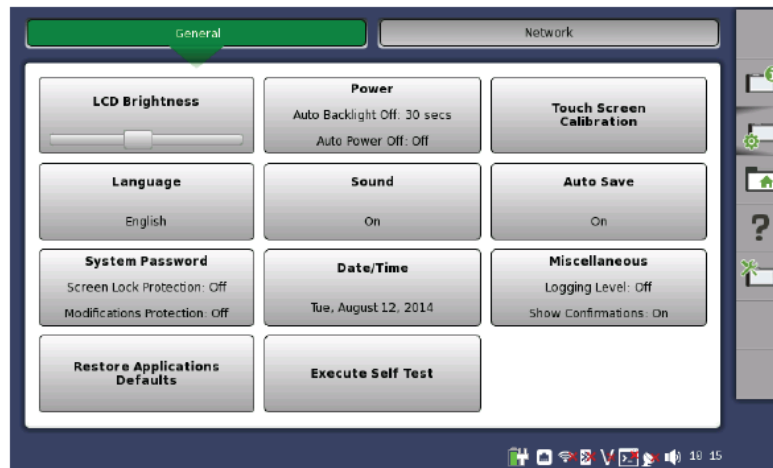 General
Network
LCD Brightness
Power
Auto Backlight Off: 30 secs
Auto Power Off: Off
Touch Screen
Calibration
Language
English
Sound
On
Auto Save
On
System Password
Screen Lock Protection: Off
Modifications Protection: Off
Date/Time
Tue, August 12, 2014
Miscellaneous
Logging Level: Off
Show Confirmations: On
Restore Applications
Defaults
Execute Self Test
?
10 15